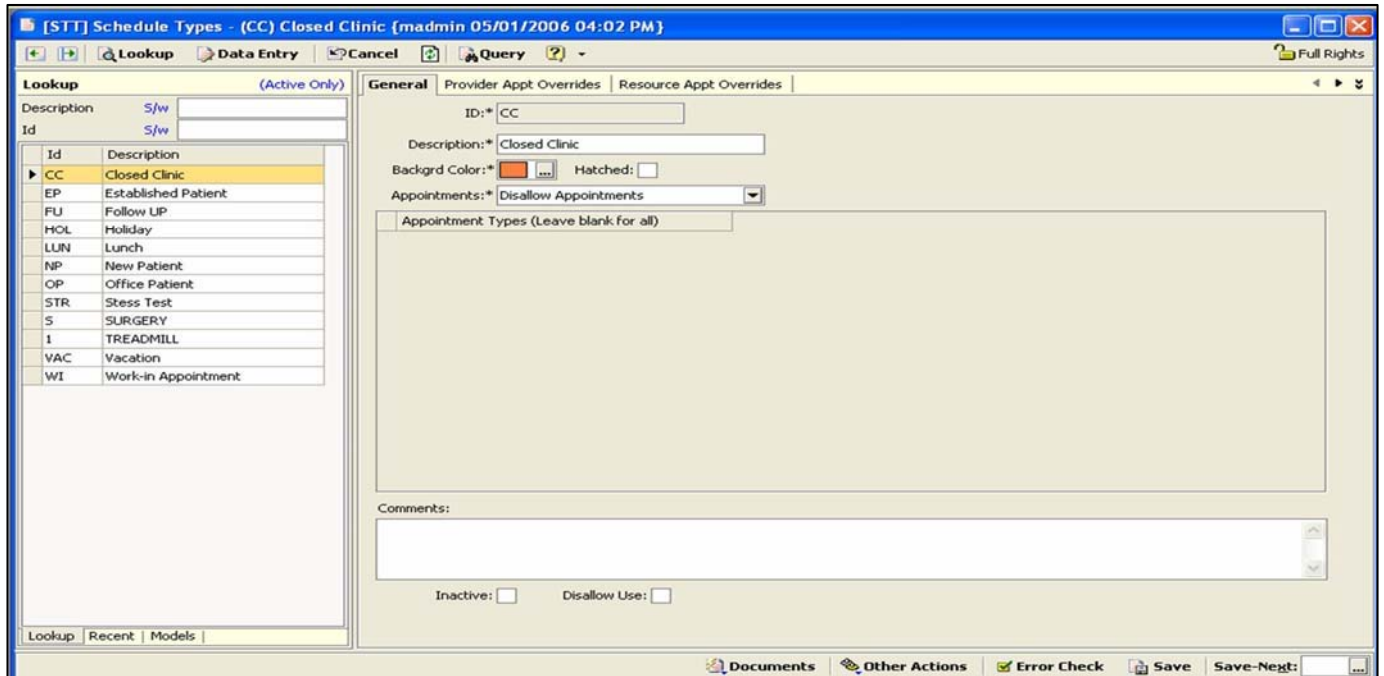 [STT] Schedule Types - (CC) Closed Clinic {madmin 05/01/2006 04:02 PM}
Lookup Data Entry Cancel Query Full Rights
Lookup (Active Only)
Description S/w
Id S/w
Id Description
CC Closed Clinic
EP Established Patient
FU Follow UP
HOL Holiday
LUN Lunch
NP New Patient
OP Office Patient
STR Stess Test
S SURGERY
1 TREADMILL
VAC Vacation
WI Work-in Appointment
Lookup Recent Models
General Provider Appt Overrides Resource Appt Overrides
ID:* CC
Description:* Closed Clinic
Backgrd Color:* ... Hatched:
Appointments:* Disallow Appointments
Appointment Types (Leave blank for all)
Comments:
Inactive: Disallow Use:
Documents Other Actions Error Check Save Save-Next: ...